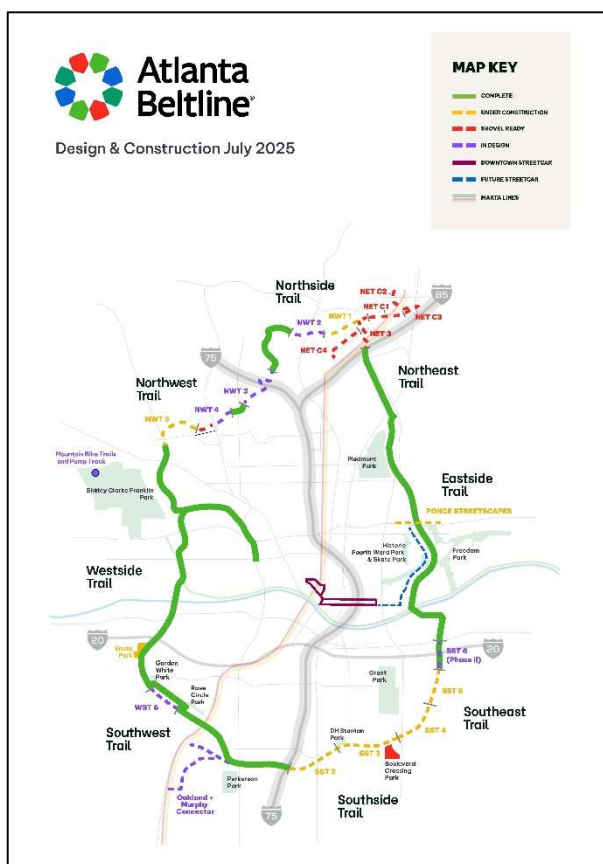 Atlanta
Beltline®
Design & Construction July 2025
MAP KEY
COMPLETE
UNDER CONSTRUCTION
SHOVEL READY
IN DESIGN
DOWNTOWN STREETCAR
FUTURE STREETCAR
MARTA LINES
Northside
Trail
NET C2
NET C1
NET C3
85
NWT 2
NWT 1
NET 3
NET C4
75
Northeast
Trail
Northwest
Trail
NWT 3
NWT 4
NWT 5
Mountain Bike Trails
and Pump Track
Shirley Clarke Franklin
Park
Piedmont
Park
Eastside
Trail
PONCE STREETSCAPES
Historic
Fourth Ward Park
& Skate Park
Freedom
Park
Westside
Trail
20
Enota
Park
Gordon
White
Park
Rose
Circle
Park
WST 5
Southwest
Trail
SST 6
(Phase II)
20
Grant
Park
SST 5
Southeast
Trail
SST 4
DH Stanton
Park
SST 3
Boulevard
Crossing
Park
SST 2
Perkerson
Park
Oakland +
Murphy
Connector
75
Southside
Trail